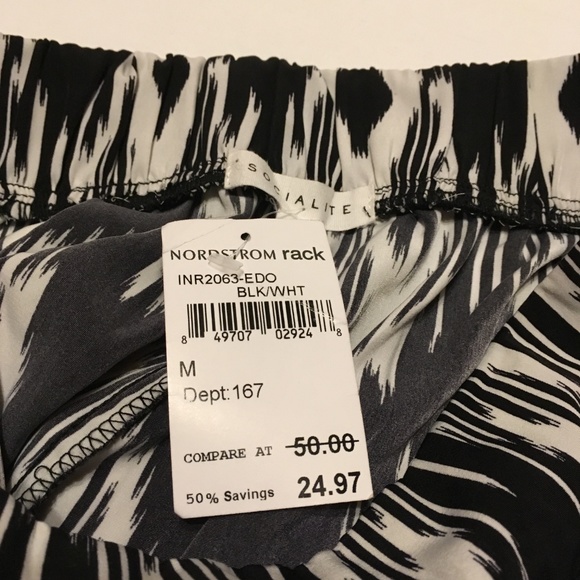 SOCIALITE
NORDSTROM rack
INR2063-EDO
BLK/WHT
8 49707 02924 8
M
Dept:167
COMPARE AT 50.00
50% Savings 24.97